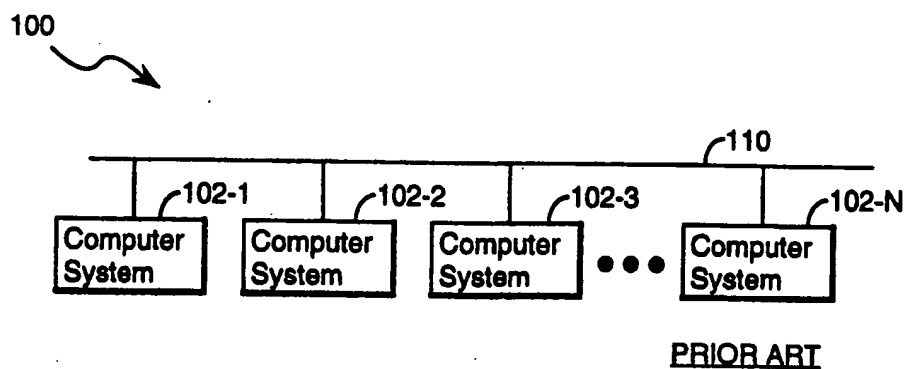 100
110
102-1
102-2
102-3
102-N
Computer
System
Computer
System
Computer
System
Computer
System
PRIOR ART